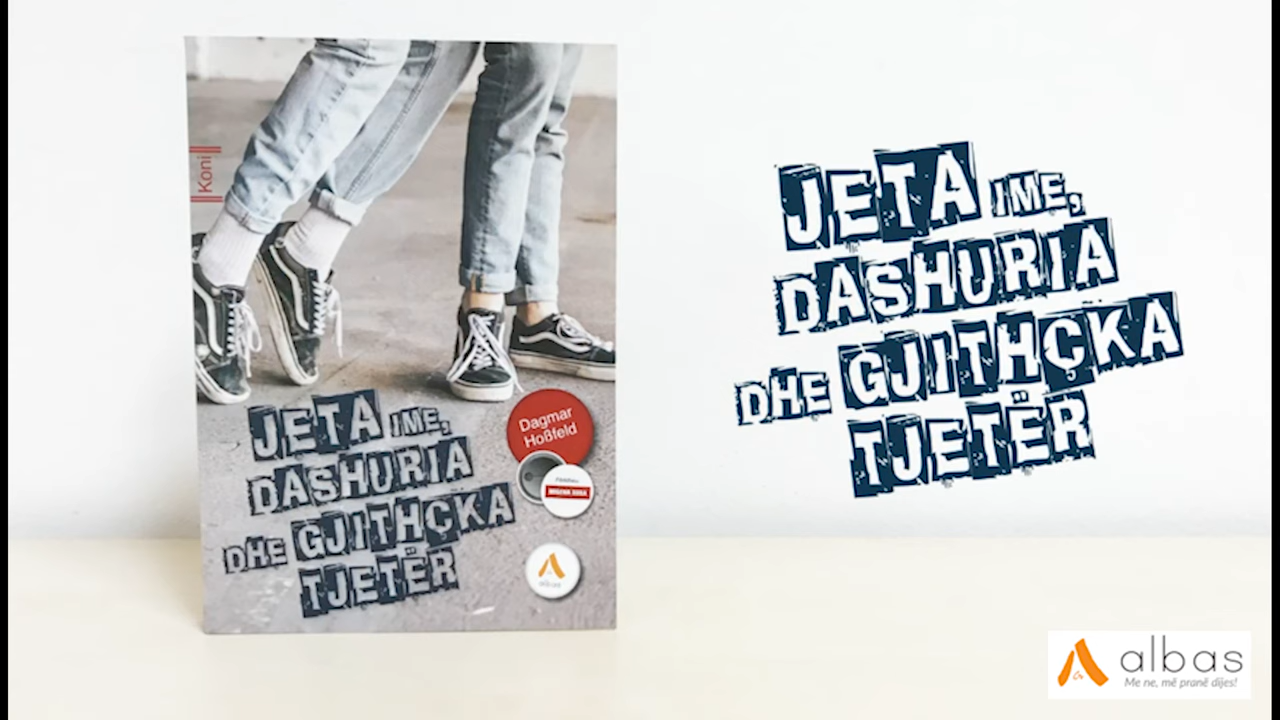 Koni
JETA IME,
DASHURIA
DHE GJITHÇKA
TJETËR
Dagmar
Hoßfeld
albas
JETA IME,
DASHURIA
DHE GJITHÇKA
TJETËR
albas
Me ne, më pranë dijes!